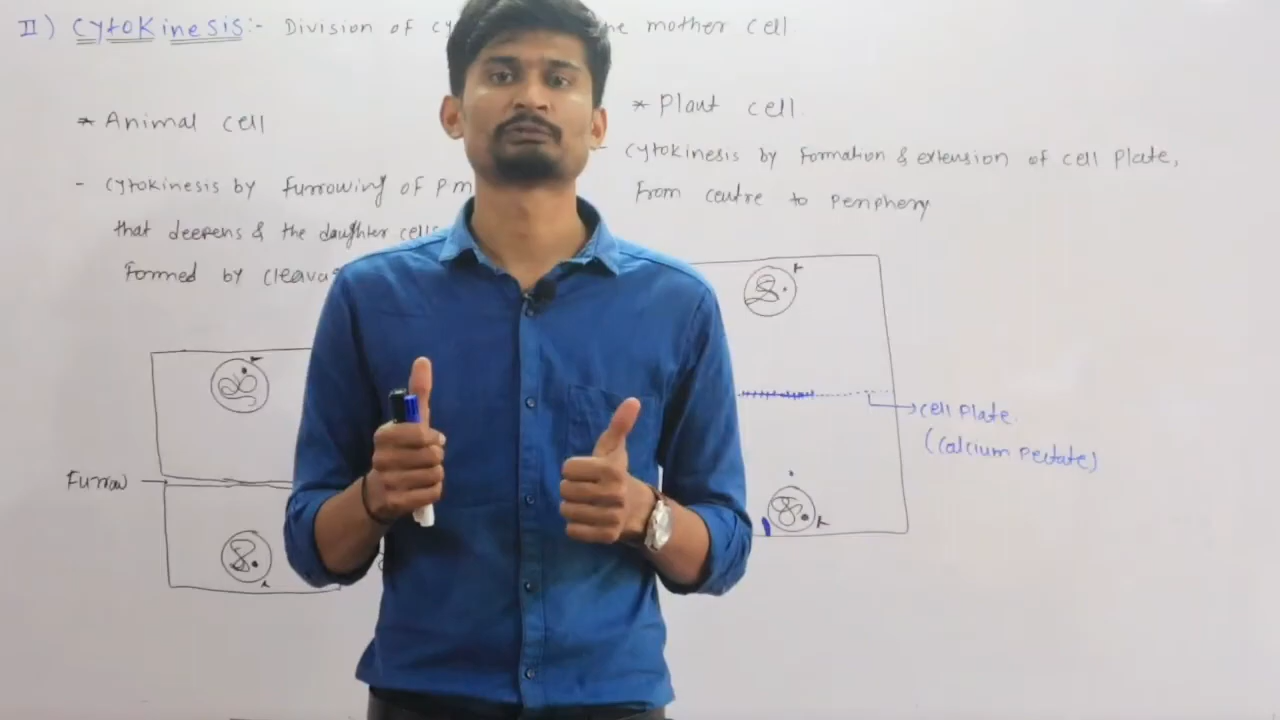 II) Cytokinesis:- Division of cy ne mother cell
* Animal cell
- Cytokinesis by furrowing of Pm
that deepens & the daughter cells
Formed by cleava
Furrow
* Plant cell.
- Cytokinesis by formation & extension of cell Plate,
From centre to Periphery
cell Plate.
(Calcium Pectate)